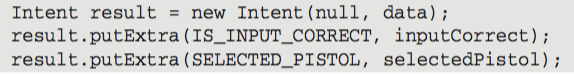 Intent result = new Intent(null, data);
result.putExtra(IS_INPUT_CORRECT, inputCorrect);
result.putExtra(SELECTED_PISTOL, selectedPistol);